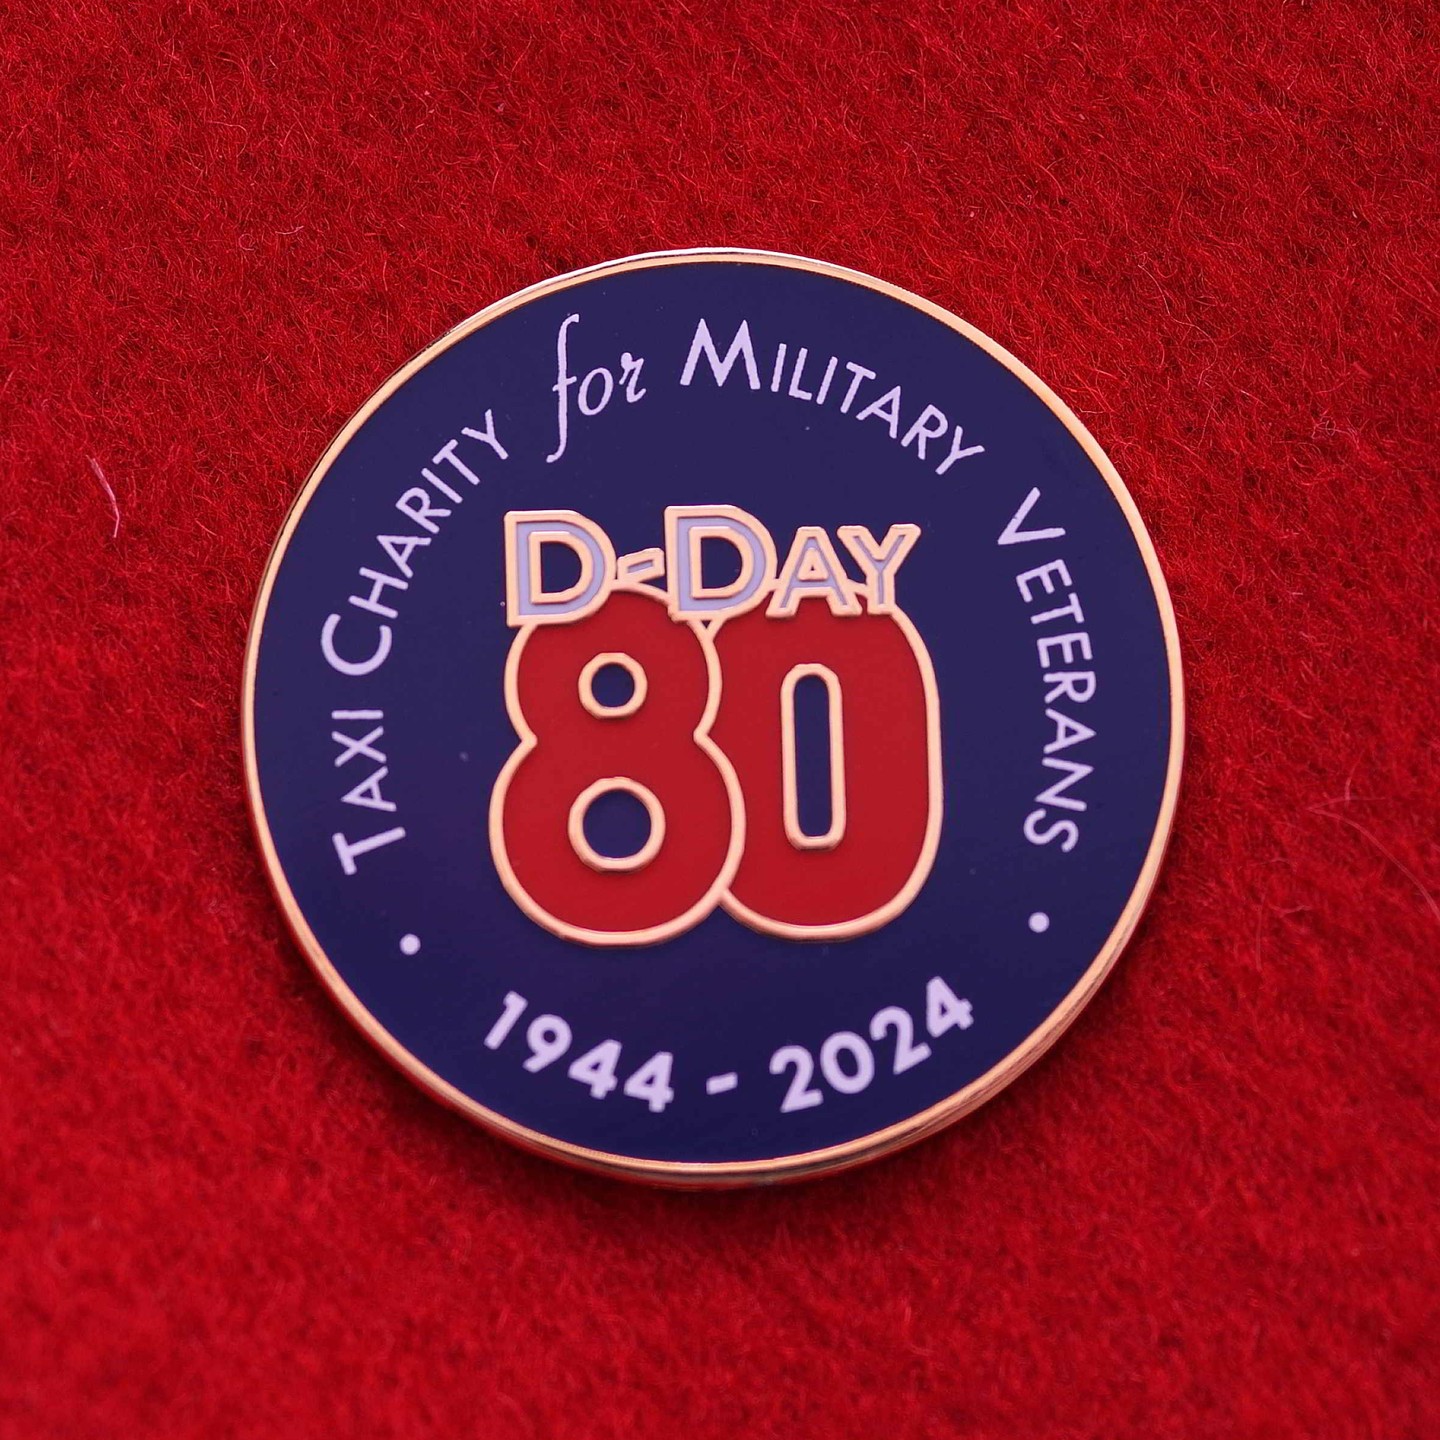 TAXI CHARITY for MILITARY VETERANS
D-DAY
80
• 1944 - 2024 •